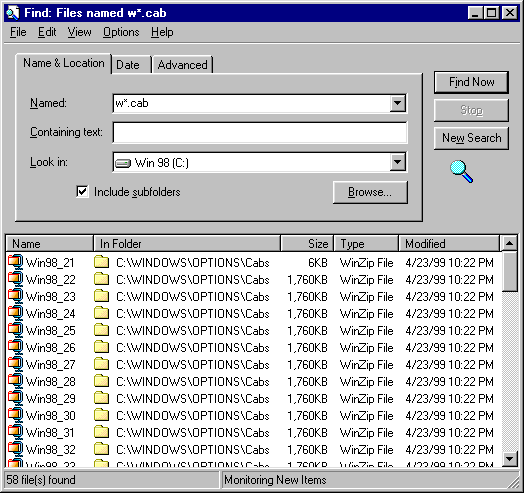 Find: Files named w*.cab
File Edit View Options Help
Name & Location Date Advanced
Named: w*.cab
Containing text:
Look in: Win 98 (C:)
Include subfolders
Browse...
Find Now
Stop
New Search
Name In Folder Size Type Modified
Win98_21 C:\WINDOWS\OPTIONS\Cabs 6KB WinZip File 4/23/99 10:22 PM
Win98_22 C:\WINDOWS\OPTIONS\Cabs 1,760KB WinZip File 4/23/99 10:22 PM
Win98_23 C:\WINDOWS\OPTIONS\Cabs 1,760KB WinZip File 4/23/99 10:22 PM
Win98_24 C:\WINDOWS\OPTIONS\Cabs 1,760KB WinZip File 4/23/99 10:22 PM
Win98_25 C:\WINDOWS\OPTIONS\Cabs 1,760KB WinZip File 4/23/99 10:22 PM
Win98_26 C:\WINDOWS\OPTIONS\Cabs 1,760KB WinZip File 4/23/99 10:22 PM
Win98_27 C:\WINDOWS\OPTIONS\Cabs 1,760KB WinZip File 4/23/99 10:22 PM
Win98_28 C:\WINDOWS\OPTIONS\Cabs 1,760KB WinZip File 4/23/99 10:22 PM
Win98_29 C:\WINDOWS\OPTIONS\Cabs 1,760KB WinZip File 4/23/99 10:22 PM
Win98_30 C:\WINDOWS\OPTIONS\Cabs 1,760KB WinZip File 4/23/99 10:22 PM
Win98_31 C:\WINDOWS\OPTIONS\Cabs 1,760KB WinZip File 4/23/99 10:22 PM
Win98_32 C:\WINDOWS\OPTIONS\Cabs 1,760KB WinZip File 4/23/99 10:22 PM
Win98_33 C:\WINDOWS\OPTIONS\Cabs 1,760KB WinZip File 4/23/99 10:22 PM
58 file(s) found Monitoring New Items